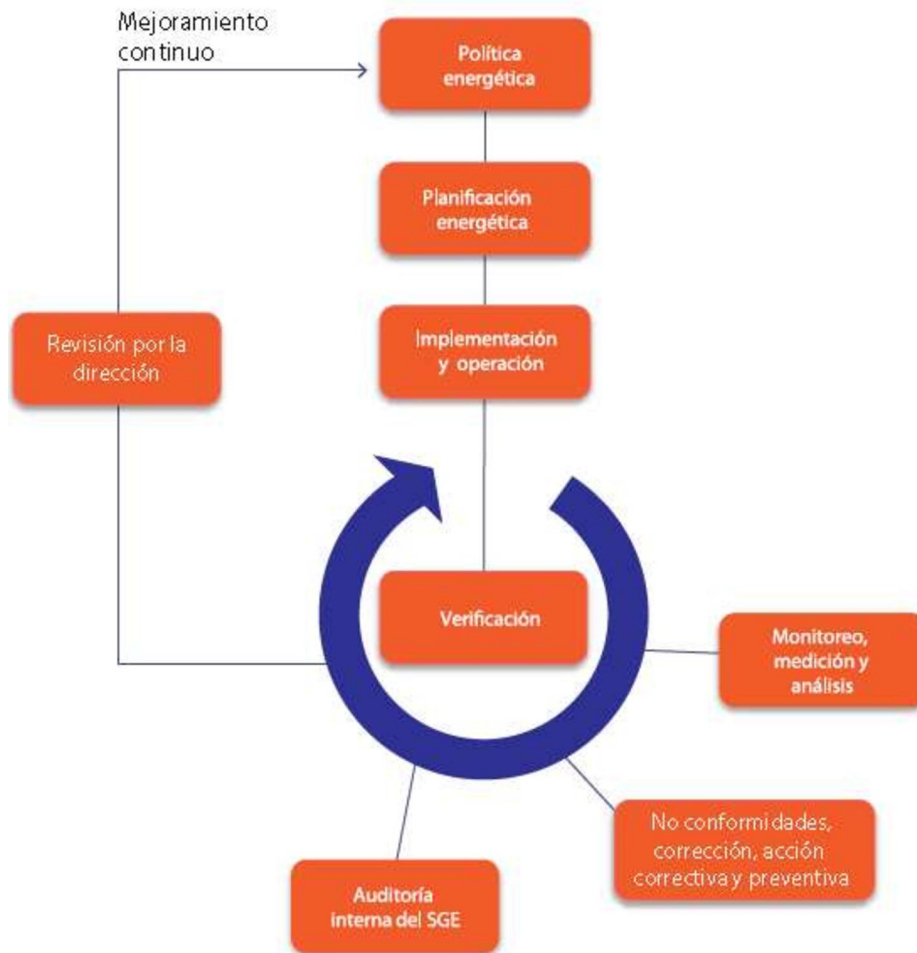 Mejoramiento
continuo
Política
energética
Planificación
energética
Implementación
y operación
Revisión por la
dirección
Verificación
Monitoreo,
medición y
análisis
No conformidades,
corrección, acción
correctiva y preventiva
Auditoría
interna del SGE